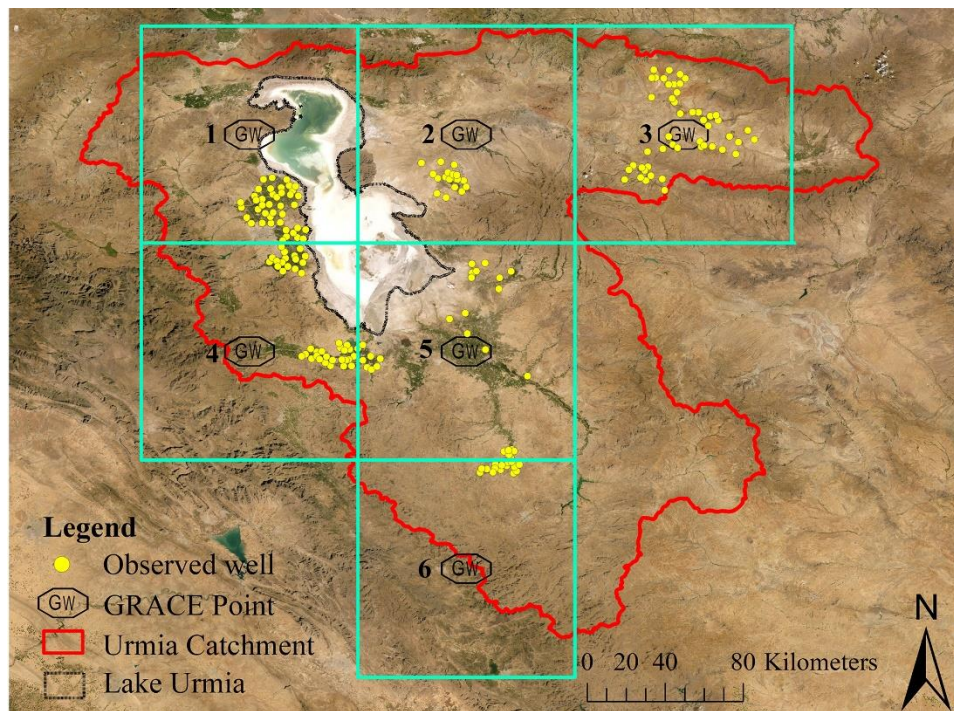 1 GW
2 GW
3 GW
4 GW
5 GW
6 GW
Legend
Observed well
GW GRACE Point
Urmia Catchment
Lake Urmia
N
0 20 40 80 Kilometers